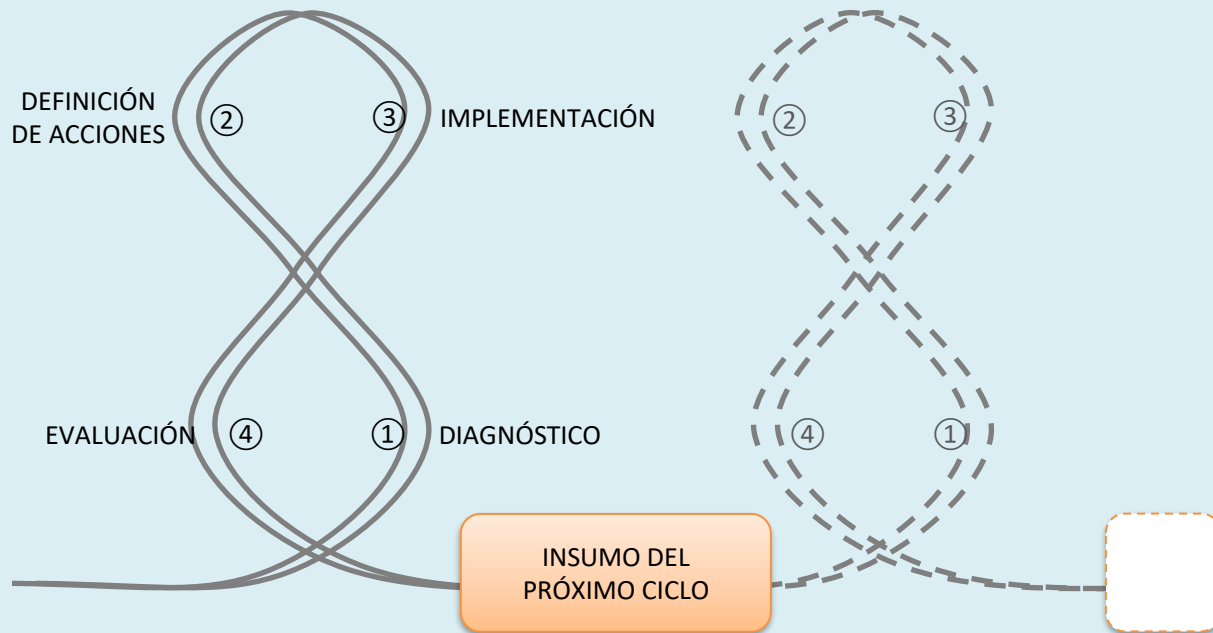 DEFINICIÓN
DE ACCIONES
②
③
IMPLEMENTACIÓN
②
③
EVALUACIÓN
④
①
DIAGNÓSTICO
④
①
INSUMO DEL
PRÓXIMO CICLO